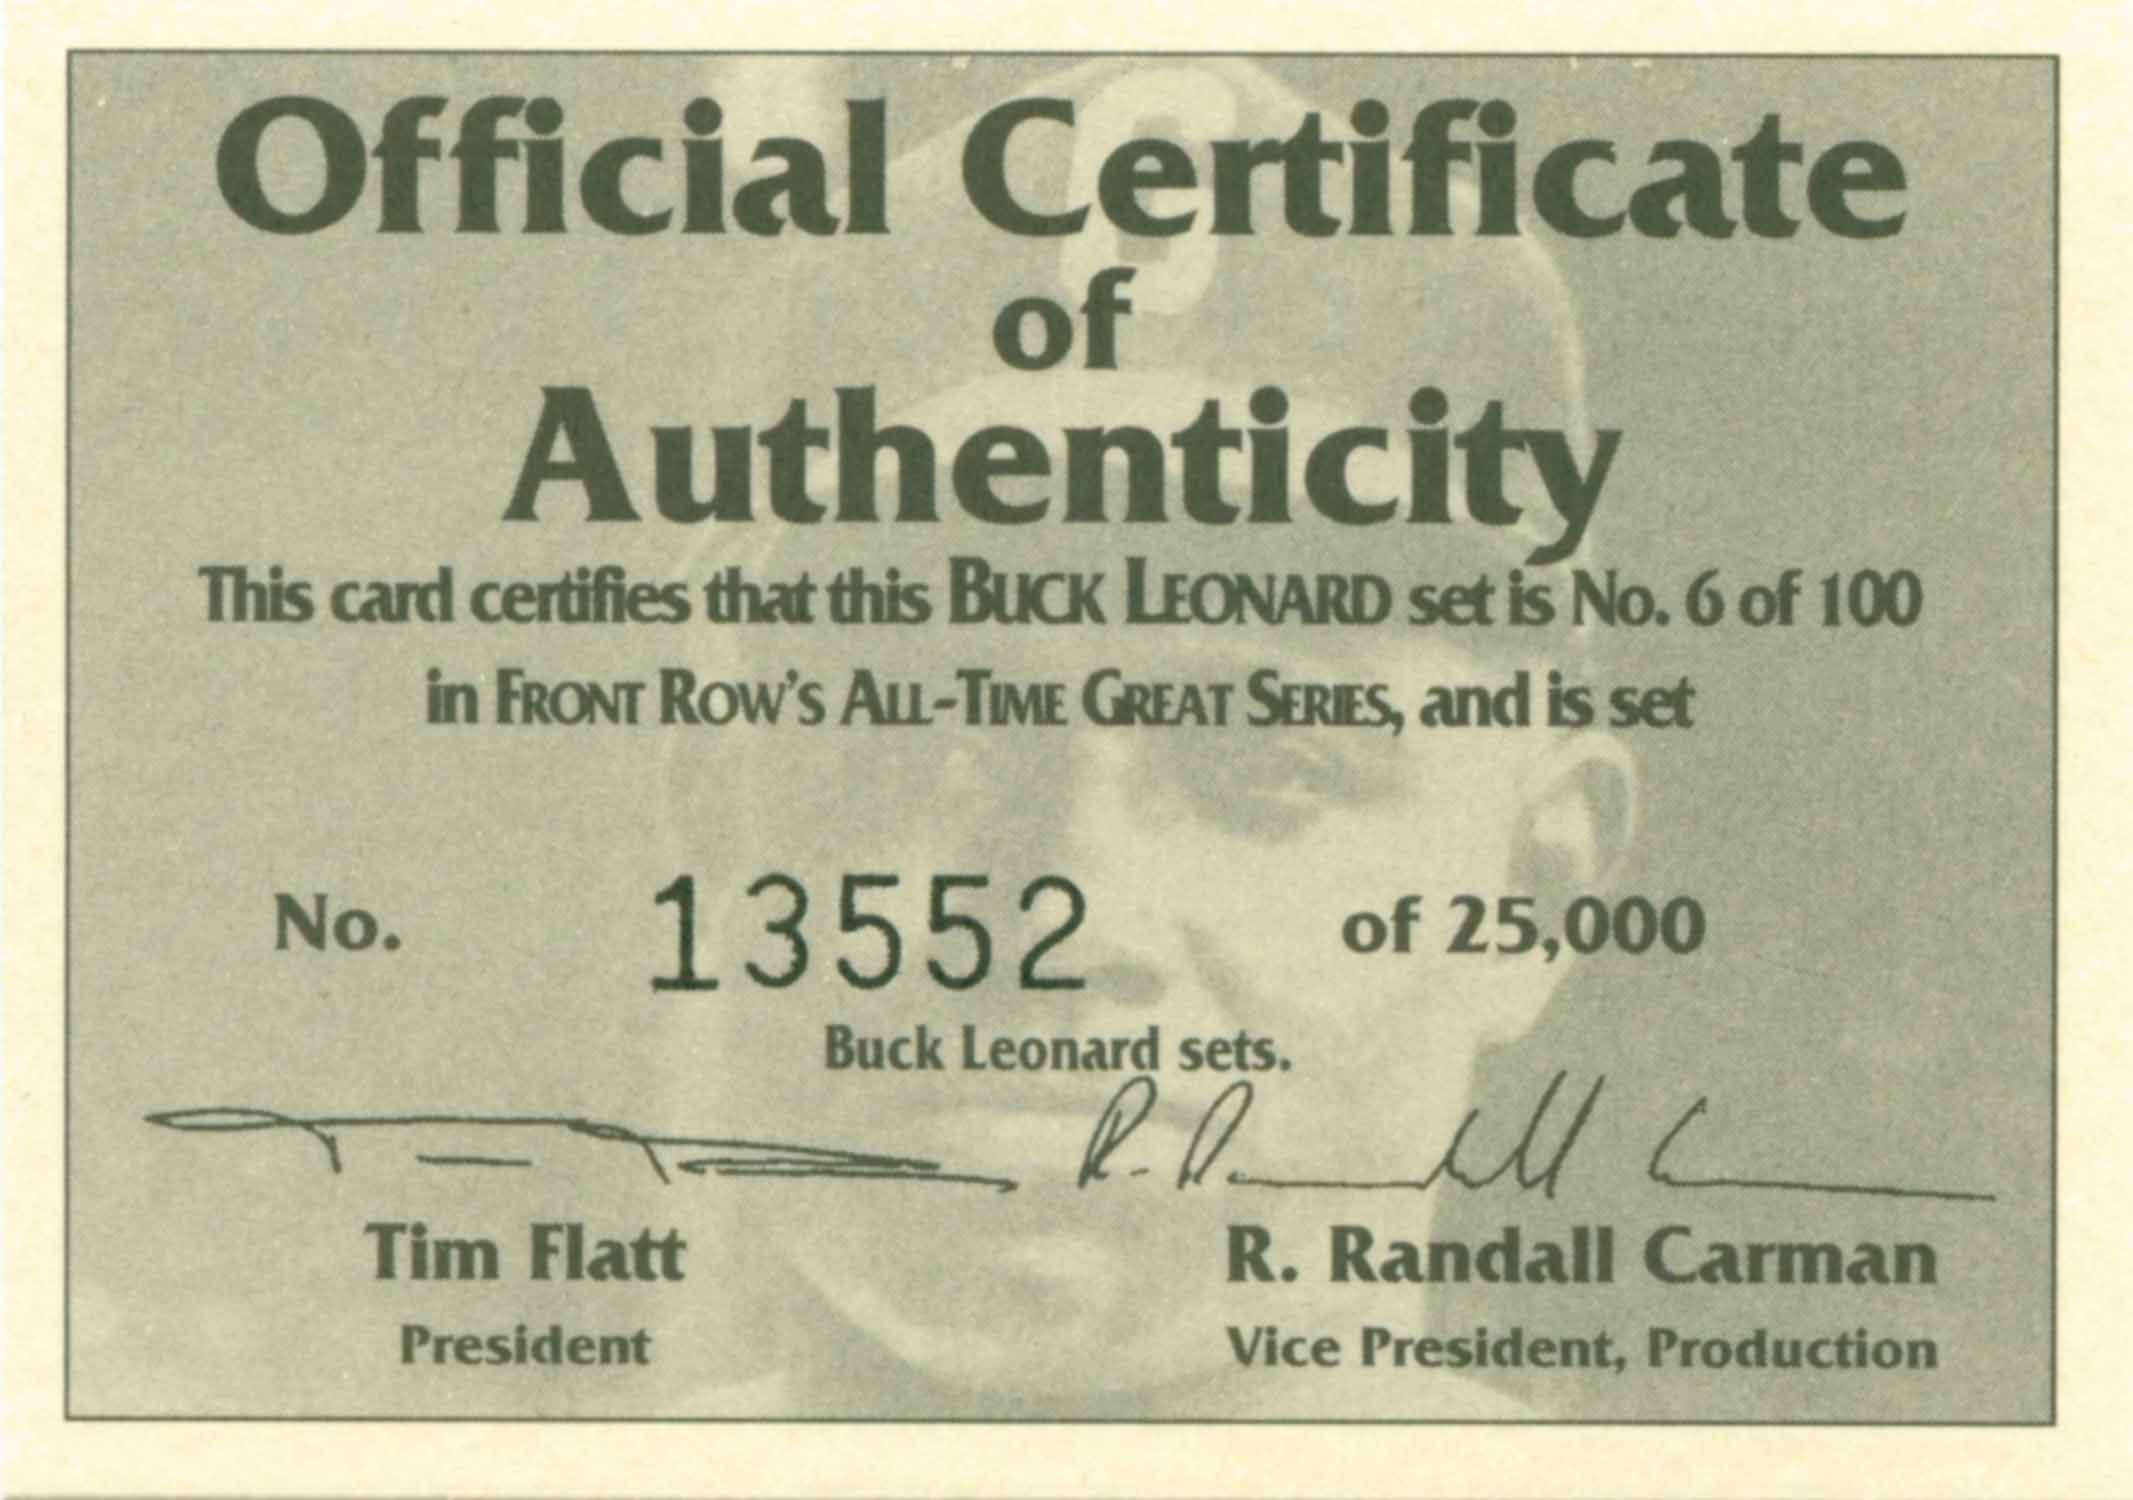 Official Certificate
of
Authenticity
This card certifies that this BUCK LEONARD set is No. 6 of 100
in FRONT ROW'S ALL-TIME GREAT SERIES, and is set
No. 13552 of 25,000
Buck Leonard sets.
R. Randall Carman
Tim Flatt R. Randall Carman
President Vice President, Production